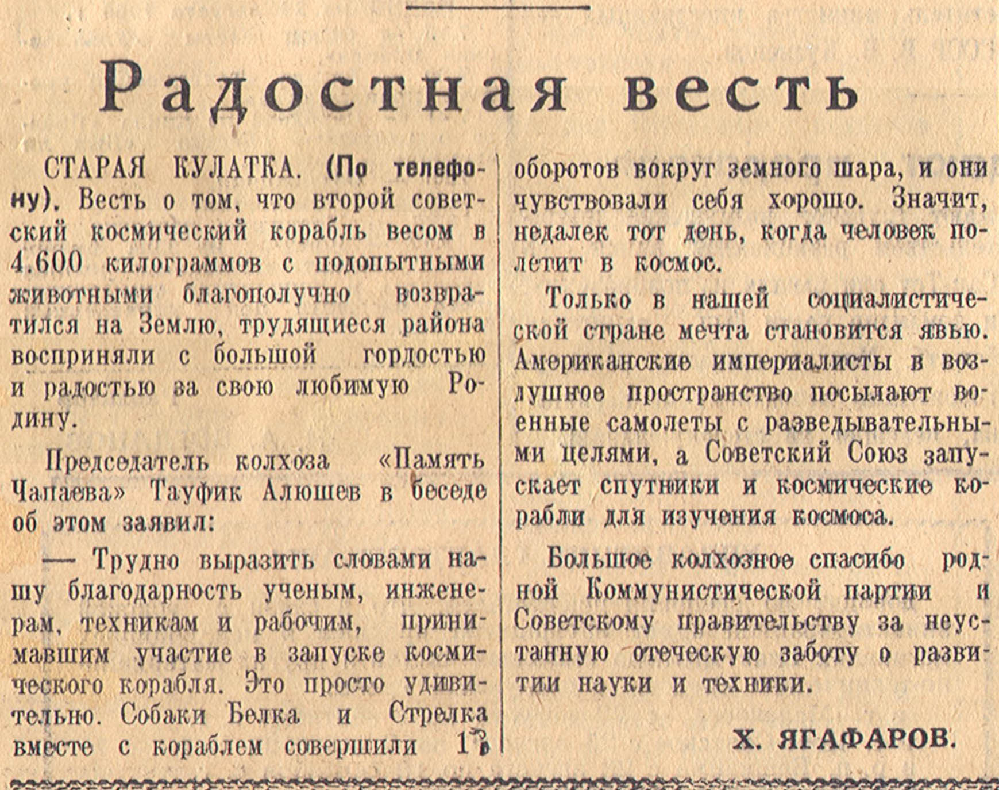 Радостная весть
СТАРАЯ КУЛАТКА. (По телефо-
ну). Весть о том, что второй совет-
ский космический корабль весом в
4.600 килограммов с подопытными
животными благополучно возвра-
тился на Землю, трудящиеся района
восприняли с большой гордостью
и радостью за свою любимую Ро-
дину.
Председатель колхоза «Память
Чапаева» Тауфик Алюшев в беседе
об этом заявил:
— Трудно выразить словами на-
шу благодарность ученым, инжене-
рам, техникам и рабочим, прини-
мавшим участие в запуске косми-
ческого корабля. Это просто удиви-
тельно. Собаки Белка и Стрелка
вместе с кораблем совершили
оборотов вокруг земного шара, и они
чувствовали себя хорошо. Значит,
недалек тот день, когда человек по-
летит в космос.
Только в нашей социалистиче-
ской стране мечта становится явью.
Американские империалисты в воз-
душное пространство посылают во-
енные самолеты с разведывательны-
ми целями, а Советский Союз запу-
скает спутники и космические ко-
рабли для изучения космоса.
Большое колхозное спасибо род-
ной Коммунистической партии и
Советскому правительству за неус-
танную отеческую заботу о разви-
тии науки и техники.
Х. ЯГАФАРОВ.